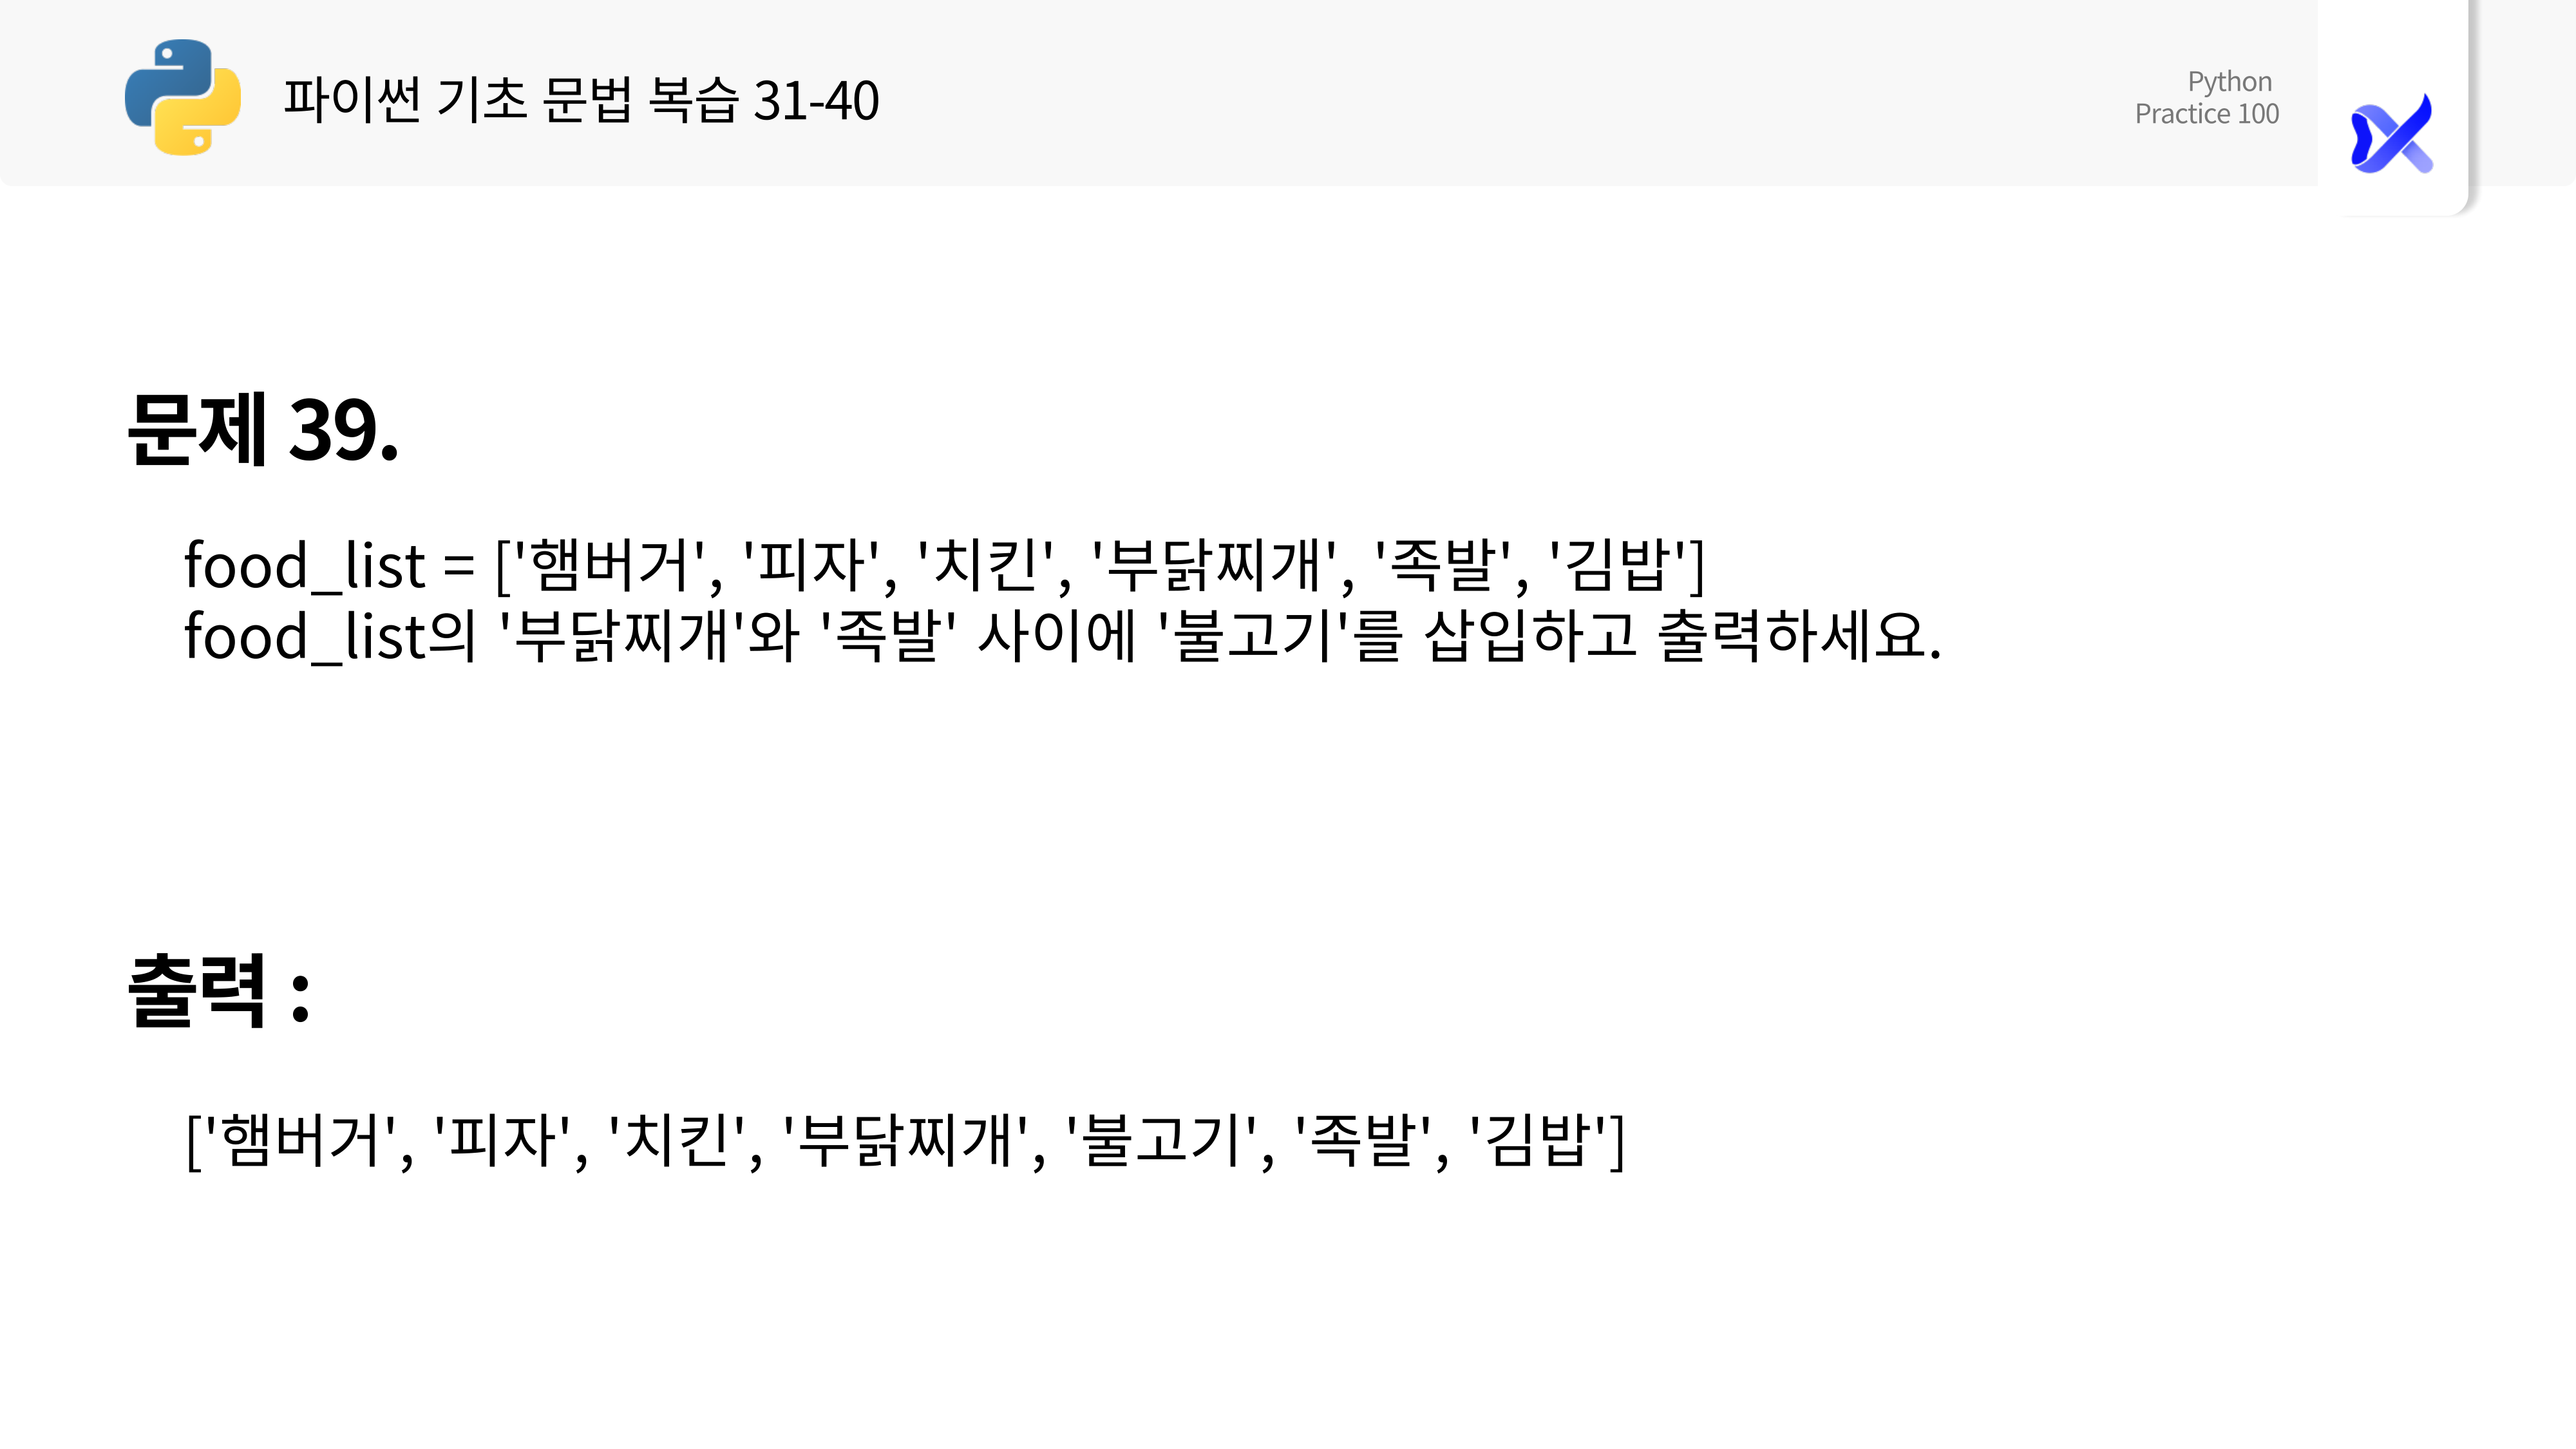 파이썬 기초 문법 복습 31-40
Python
Practice 100
문제 39.
food_list = ['햄버거', '피자', '치킨', '부닭찌개', '족발', '김밥']
food_list의 '부닭찌개'와 '족발' 사이에 '불고기'를 삽입하고 출력하세요.
출력 :
['햄버거', '피자', '치킨', '부닭찌개', '불고기', '족발', '김밥']